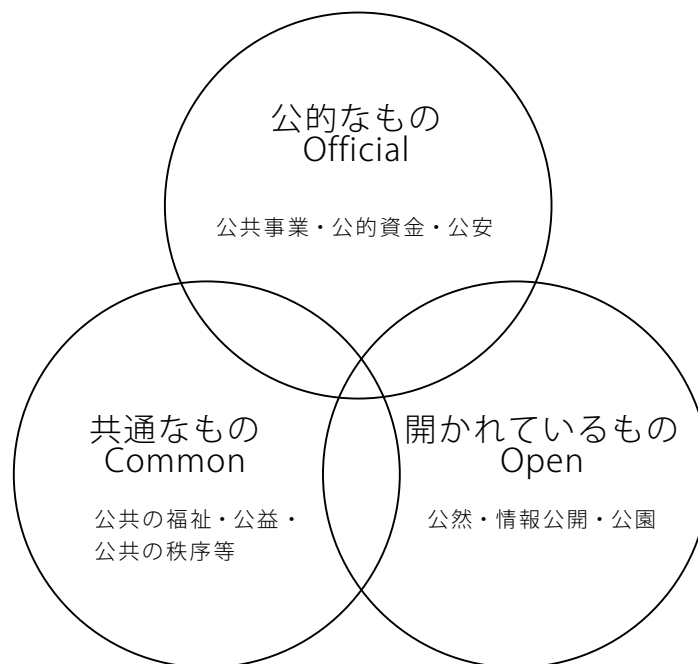 公的なもの
Official
公共事業・公的資金・公安
共通なもの
Common
公共の福祉・公益・
公共の秩序等
開かれているもの
Open
公然・情報公開・公園